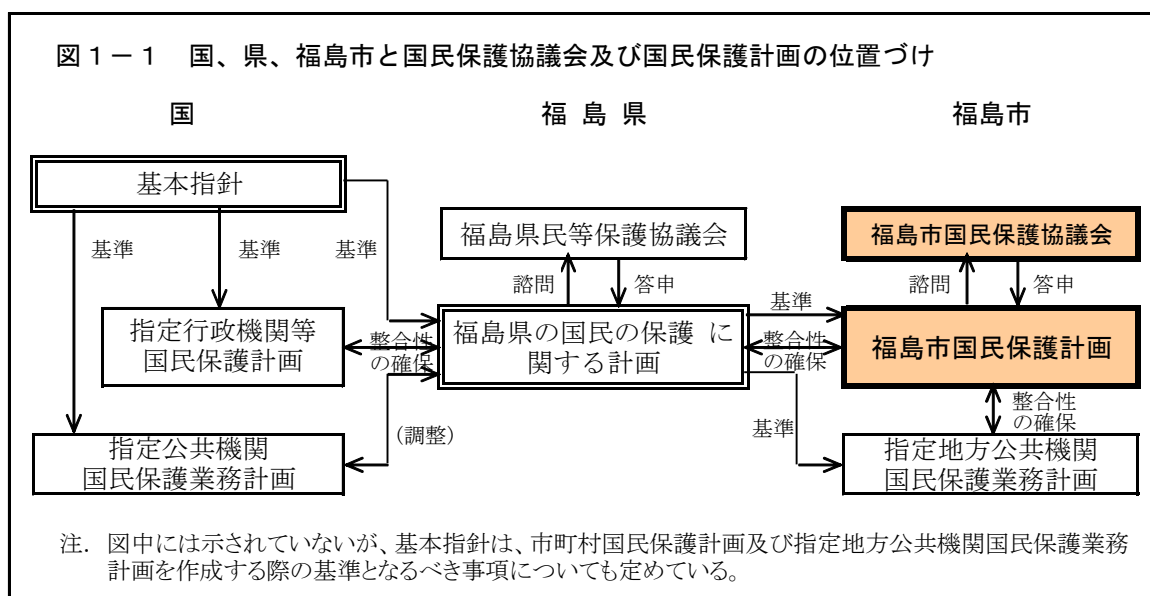 図１－１　国、県、福島市と国民保護協議会及び国民保護計画の位置づけ
国
福 島 県
福島市
基本指針
福島県民等保護協議会
福島市国民保護協議会
基準
基準
基準
諮問
答申
諮問
答申
基準
指定行政機関等
国民保護計画
整合性
の確保
福島県の国民の保護 に
関する計画
整合性
の確保
福島市国民保護計画
整合性
の確保
(調整)
基準
指定公共機関
国民保護業務計画
指定地方公共機関
国民保護業務計画
注. 図中には示されていないが、基本指針は、市町村国民保護計画及び指定地方公共機関国民保護業務
計画を作成する際の基準となるべき事項についても定めている。